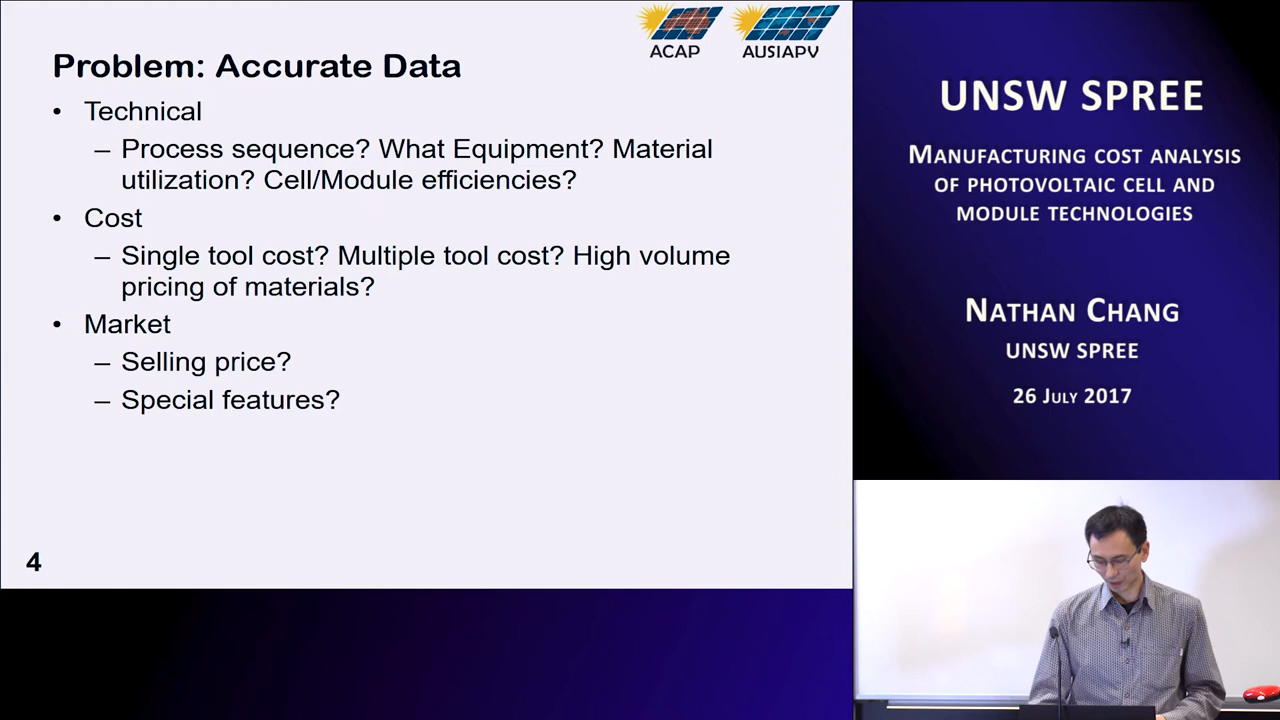 ACAP
AUSIAPV
Problem: Accurate Data
• Technical
– Process sequence? What Equipment? Material
utilization? Cell/Module efficiencies?
• Cost
– Single tool cost? Multiple tool cost? High volume
pricing of materials?
• Market
– Selling price?
– Special features?
4
UNSW SPREE
MANUFACTURING COST ANALYSIS
OF PHOTOVOLTAIC CELL AND
MODULE TECHNOLOGIES
NATHAN CHANG
UNSW SPREE
26 JULY 2017